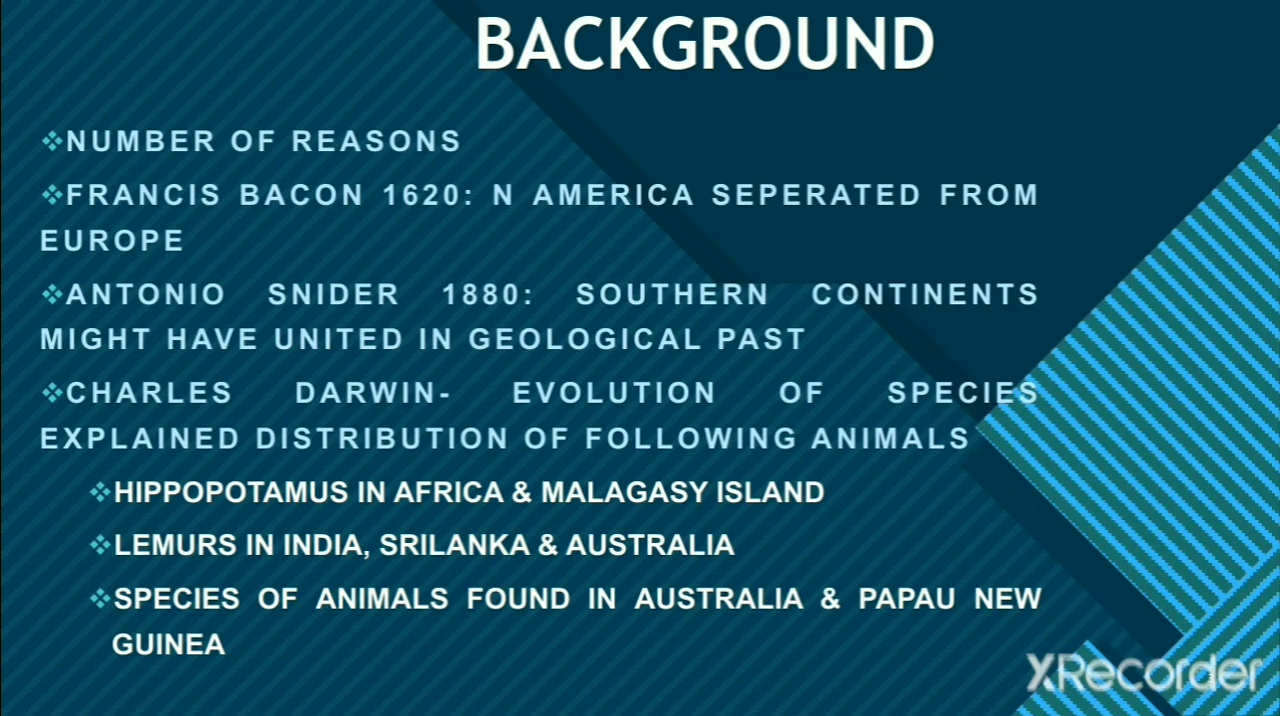 BACKGROUND
❖NUMBER OF REASONS
❖FRANCIS BACON 1620: N AMERICA SEPERATED FROM
EUROPE
❖ANTONIO SNIDER 1880: SOUTHERN CONTINENTS
MIGHT HAVE UNITED IN GEOLOGICAL PAST
❖CHARLES DARWIN- EVOLUTION OF SPECIES
EXPLAINED DISTRIBUTION OF FOLLOWING ANIMALS
❖HIPPOPOTAMUS IN AFRICA & MALAGASY ISLAND
❖LEMURS IN INDIA, SRILANKA & AUSTRALIA
❖SPECIES OF ANIMALS FOUND IN AUSTRALIA & PAPAU NEW
GUINEA
XRecorder